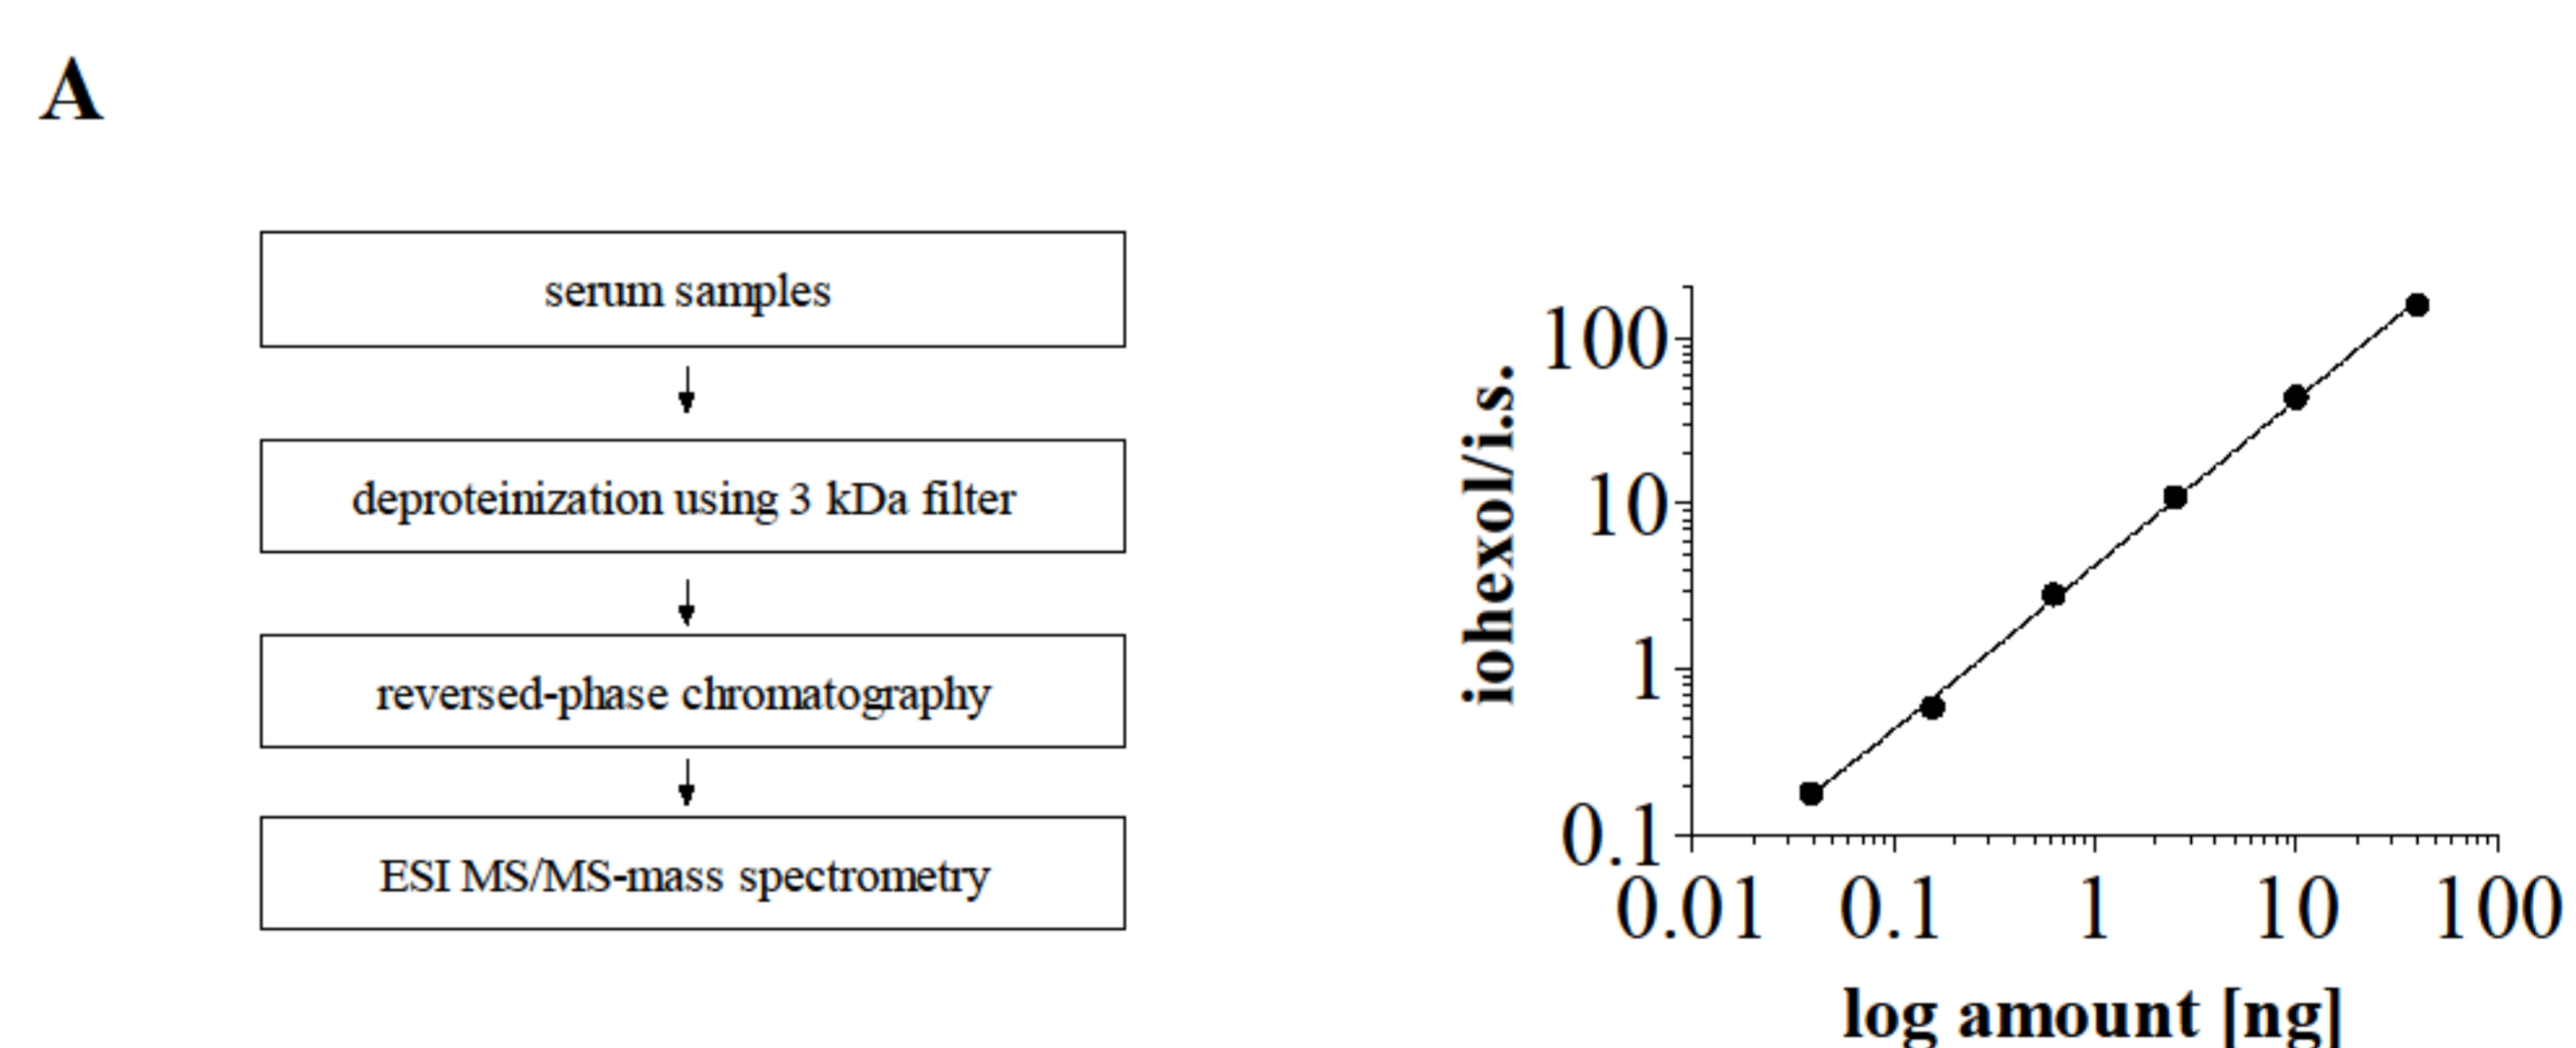 A
serum samples
deproteinization using 3 kDa filter
reversed-phase chromatography
ESI MS/MS-mass spectrometry
iohexol/i.s.
100
10
1
0.1
0.01 0.1 1 10 100
log amount [ng]